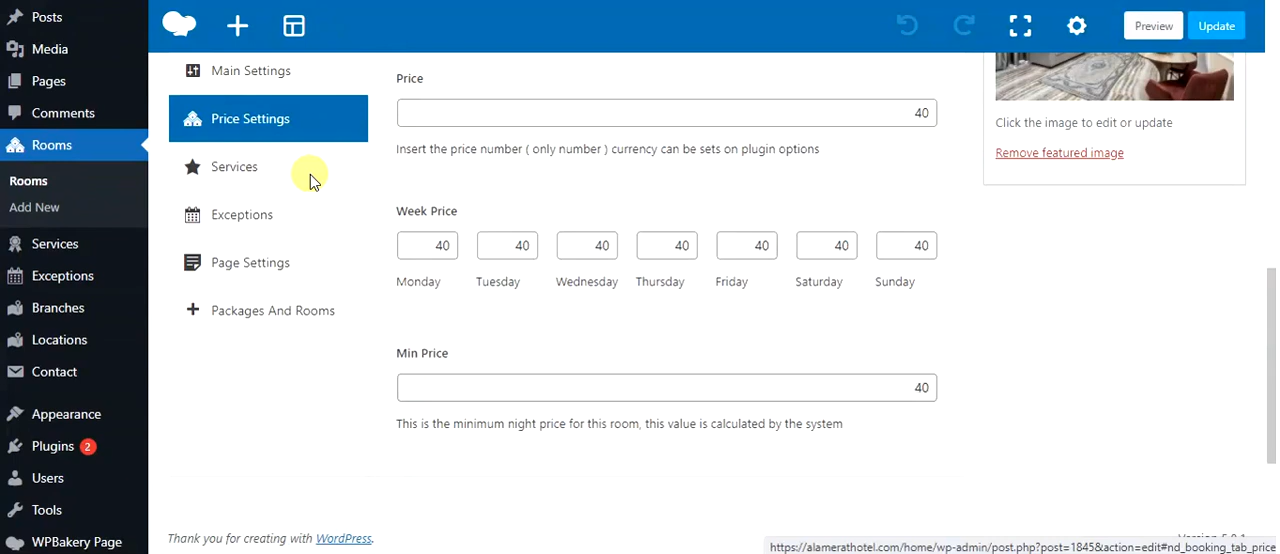 Posts
Media
Pages
Comments
Rooms
Rooms
Add New
Services
Exceptions
Branches
Locations
Contact
Appearance
Plugins 2
Users
Tools
WPBakery Page
Preview
Update
Main Settings
Price Settings
Services
Exceptions
Page Settings
Packages And Rooms
Price
40
Insert the price number ( only number ) currency can be sets on plugin options
Week Price
40 40 40 40 40 40 40
Monday Tuesday Wednesday Thursday Friday Saturday Sunday
Min Price
40
This is the minimum night price for this room, this value is calculated by the system
Click the image to edit or update
Remove featured image
Thank you for creating with WordPress.
https://alamerathotel.com/home/wp-admin/post.php?post=1845&action=edit#nd_booking_tab_price